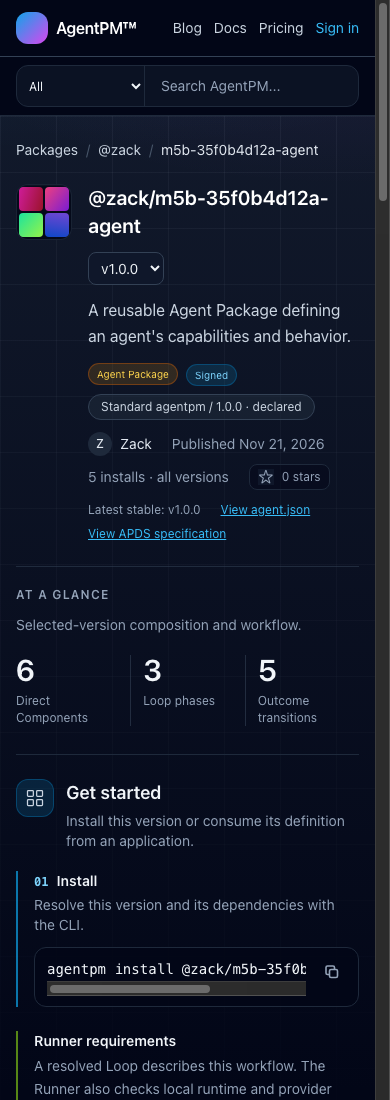 AgentPM™ Blog Docs Pricing Sign in
All Search AgentPM...
Packages / @zack / m5b-35f0b4d12a-agent
@zack/m5b-35f0b4d12a-
agent
v1.0.0
A reusable Agent Package defining
an agent's capabilities and behavior.
Agent Package Signed
Standard agentpm / 1.0.0 · declared
Z Zack Published Nov 21, 2026
5 installs · all versions 0 stars
Latest stable: v1.0.0 View agent.json
View APDS specification
AT A GLANCE
Selected-version composition and workflow.
6 3 5
Direct Loop phases Outcome
Components transitions
Get started
Install this version or consume its definition
from an application.
01 Install
Resolve this version and its dependencies with
the CLI.
agentpm install @zack/m5b-35f0b
Runner requirements
A resolved Loop describes this workflow. The
Runner also checks local runtime and provider